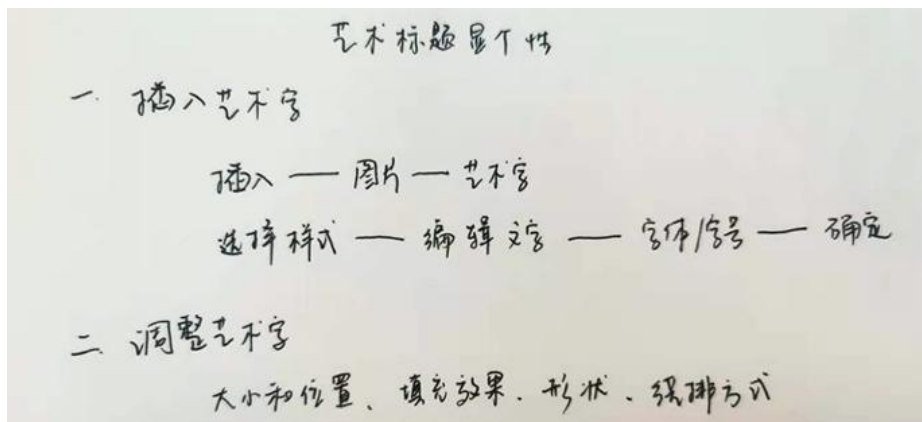 艺术标题显个性
一. 插入艺术字
插入 — 图片 — 艺术字
选择样式 — 编辑文字 — 字体/字号 — 确定
二. 调整艺术字
大小和位置、填充效果、形状、绕排方式